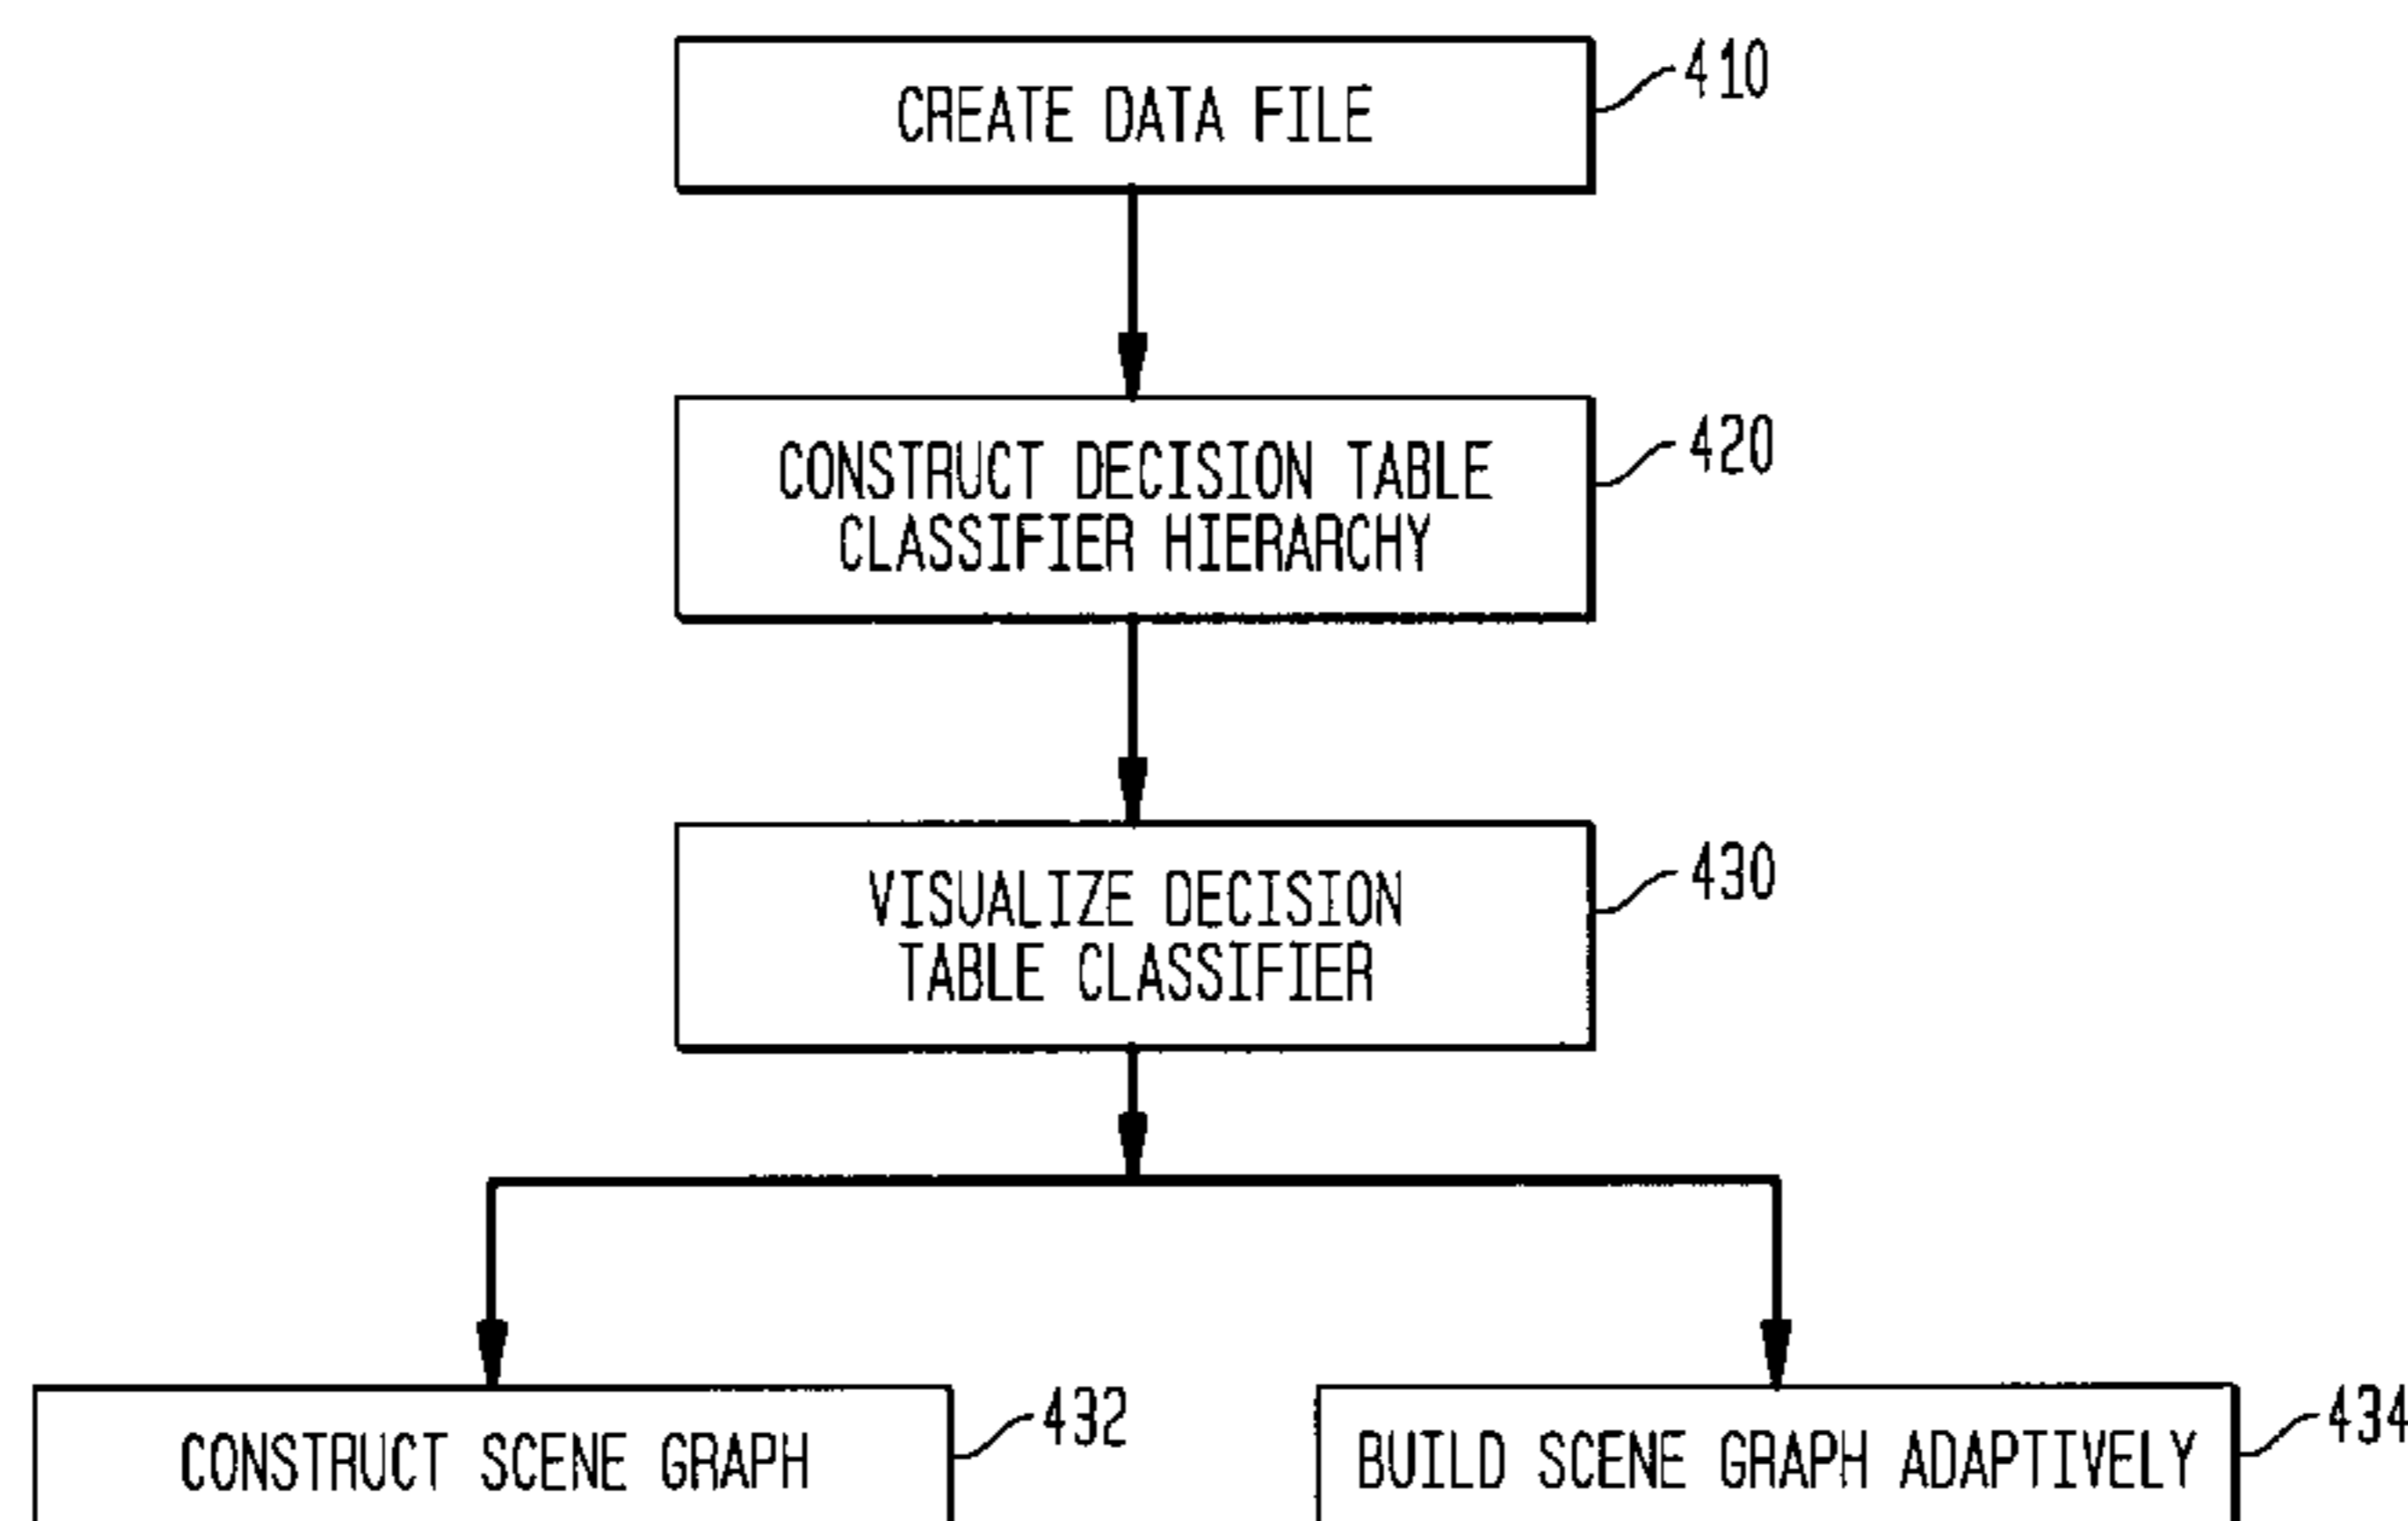 CREATE DATA FILE
410
CONSTRUCT DECISION TABLE
CLASSIFIER HIERARCHY
420
VISUALIZE DECISION
TABLE CLASSIFIER
430
CONSTRUCT SCENE GRAPH
432
BUILD SCENE GRAPH ADAPTIVELY
434